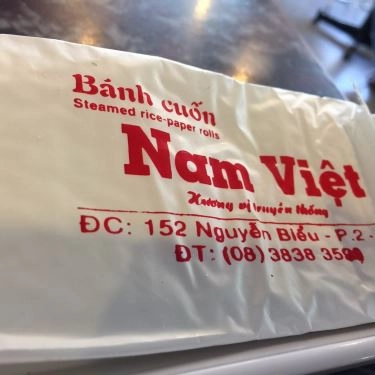 Bánh cuốn
Steamed rice-paper rolls
Nam Việt
Hương vị truyền thống
ĐC: 152 Nguyễn Biểu - P.2 -
ĐT: (08) 3838